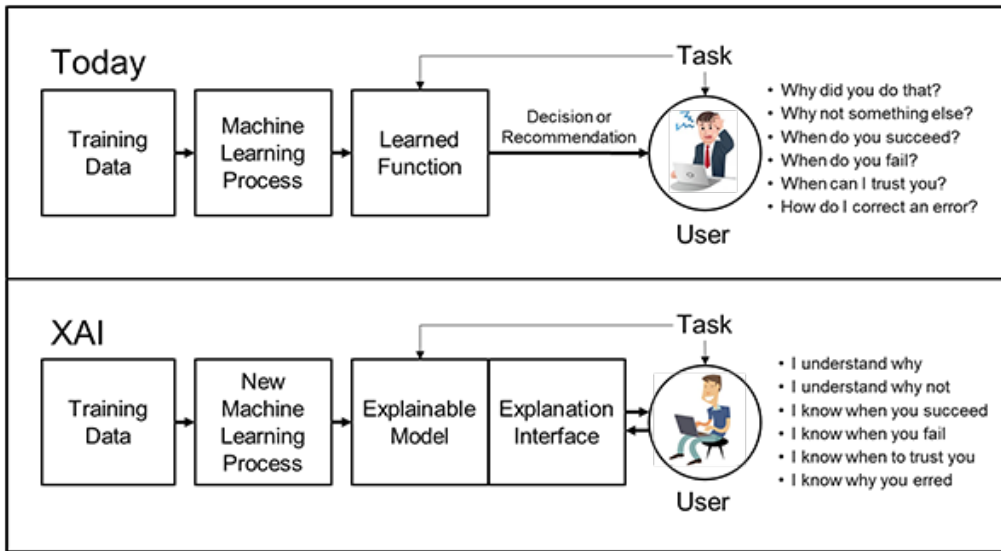 Today
Task
Training
Data
Machine
Learning
Process
Learned
Function
Decision or
Recommendation
User
• Why did you do that?
• Why not something else?
• When do you succeed?
• When do you fail?
• When can I trust you?
• How do I correct an error?
XAI
Task
Training
Data
New
Machine
Learning
Process
Explainable
Model
Explanation
Interface
User
• I understand why
• I understand why not
• I know when you succeed
• I know when you fail
• I know when to trust you
• I know why you erred